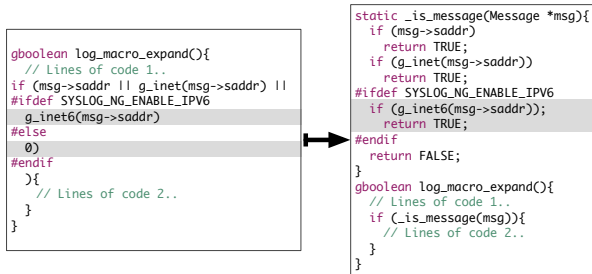 gboolean log_macro_expand(){
// Lines of code 1..
if (msg->saddr || g_inet(msg->saddr) ||
#ifdef SYSLOG_NG_ENABLE_IPV6
g_inet6(msg->saddr)
#else
0)
#endif
){
// Lines of code 2..
}
}
static _is_message(Message *msg){
if (msg->saddr)
return TRUE;
if (g_inet(msg->saddr))
return TRUE;
#ifdef SYSLOG_NG_ENABLE_IPV6
if (g_inet6(msg->saddr));
return TRUE;
#endif
return FALSE;
}
gboolean log_macro_expand(){
// Lines of code 1..
if (_is_message(msg)){
// Lines of code 2..
}
}